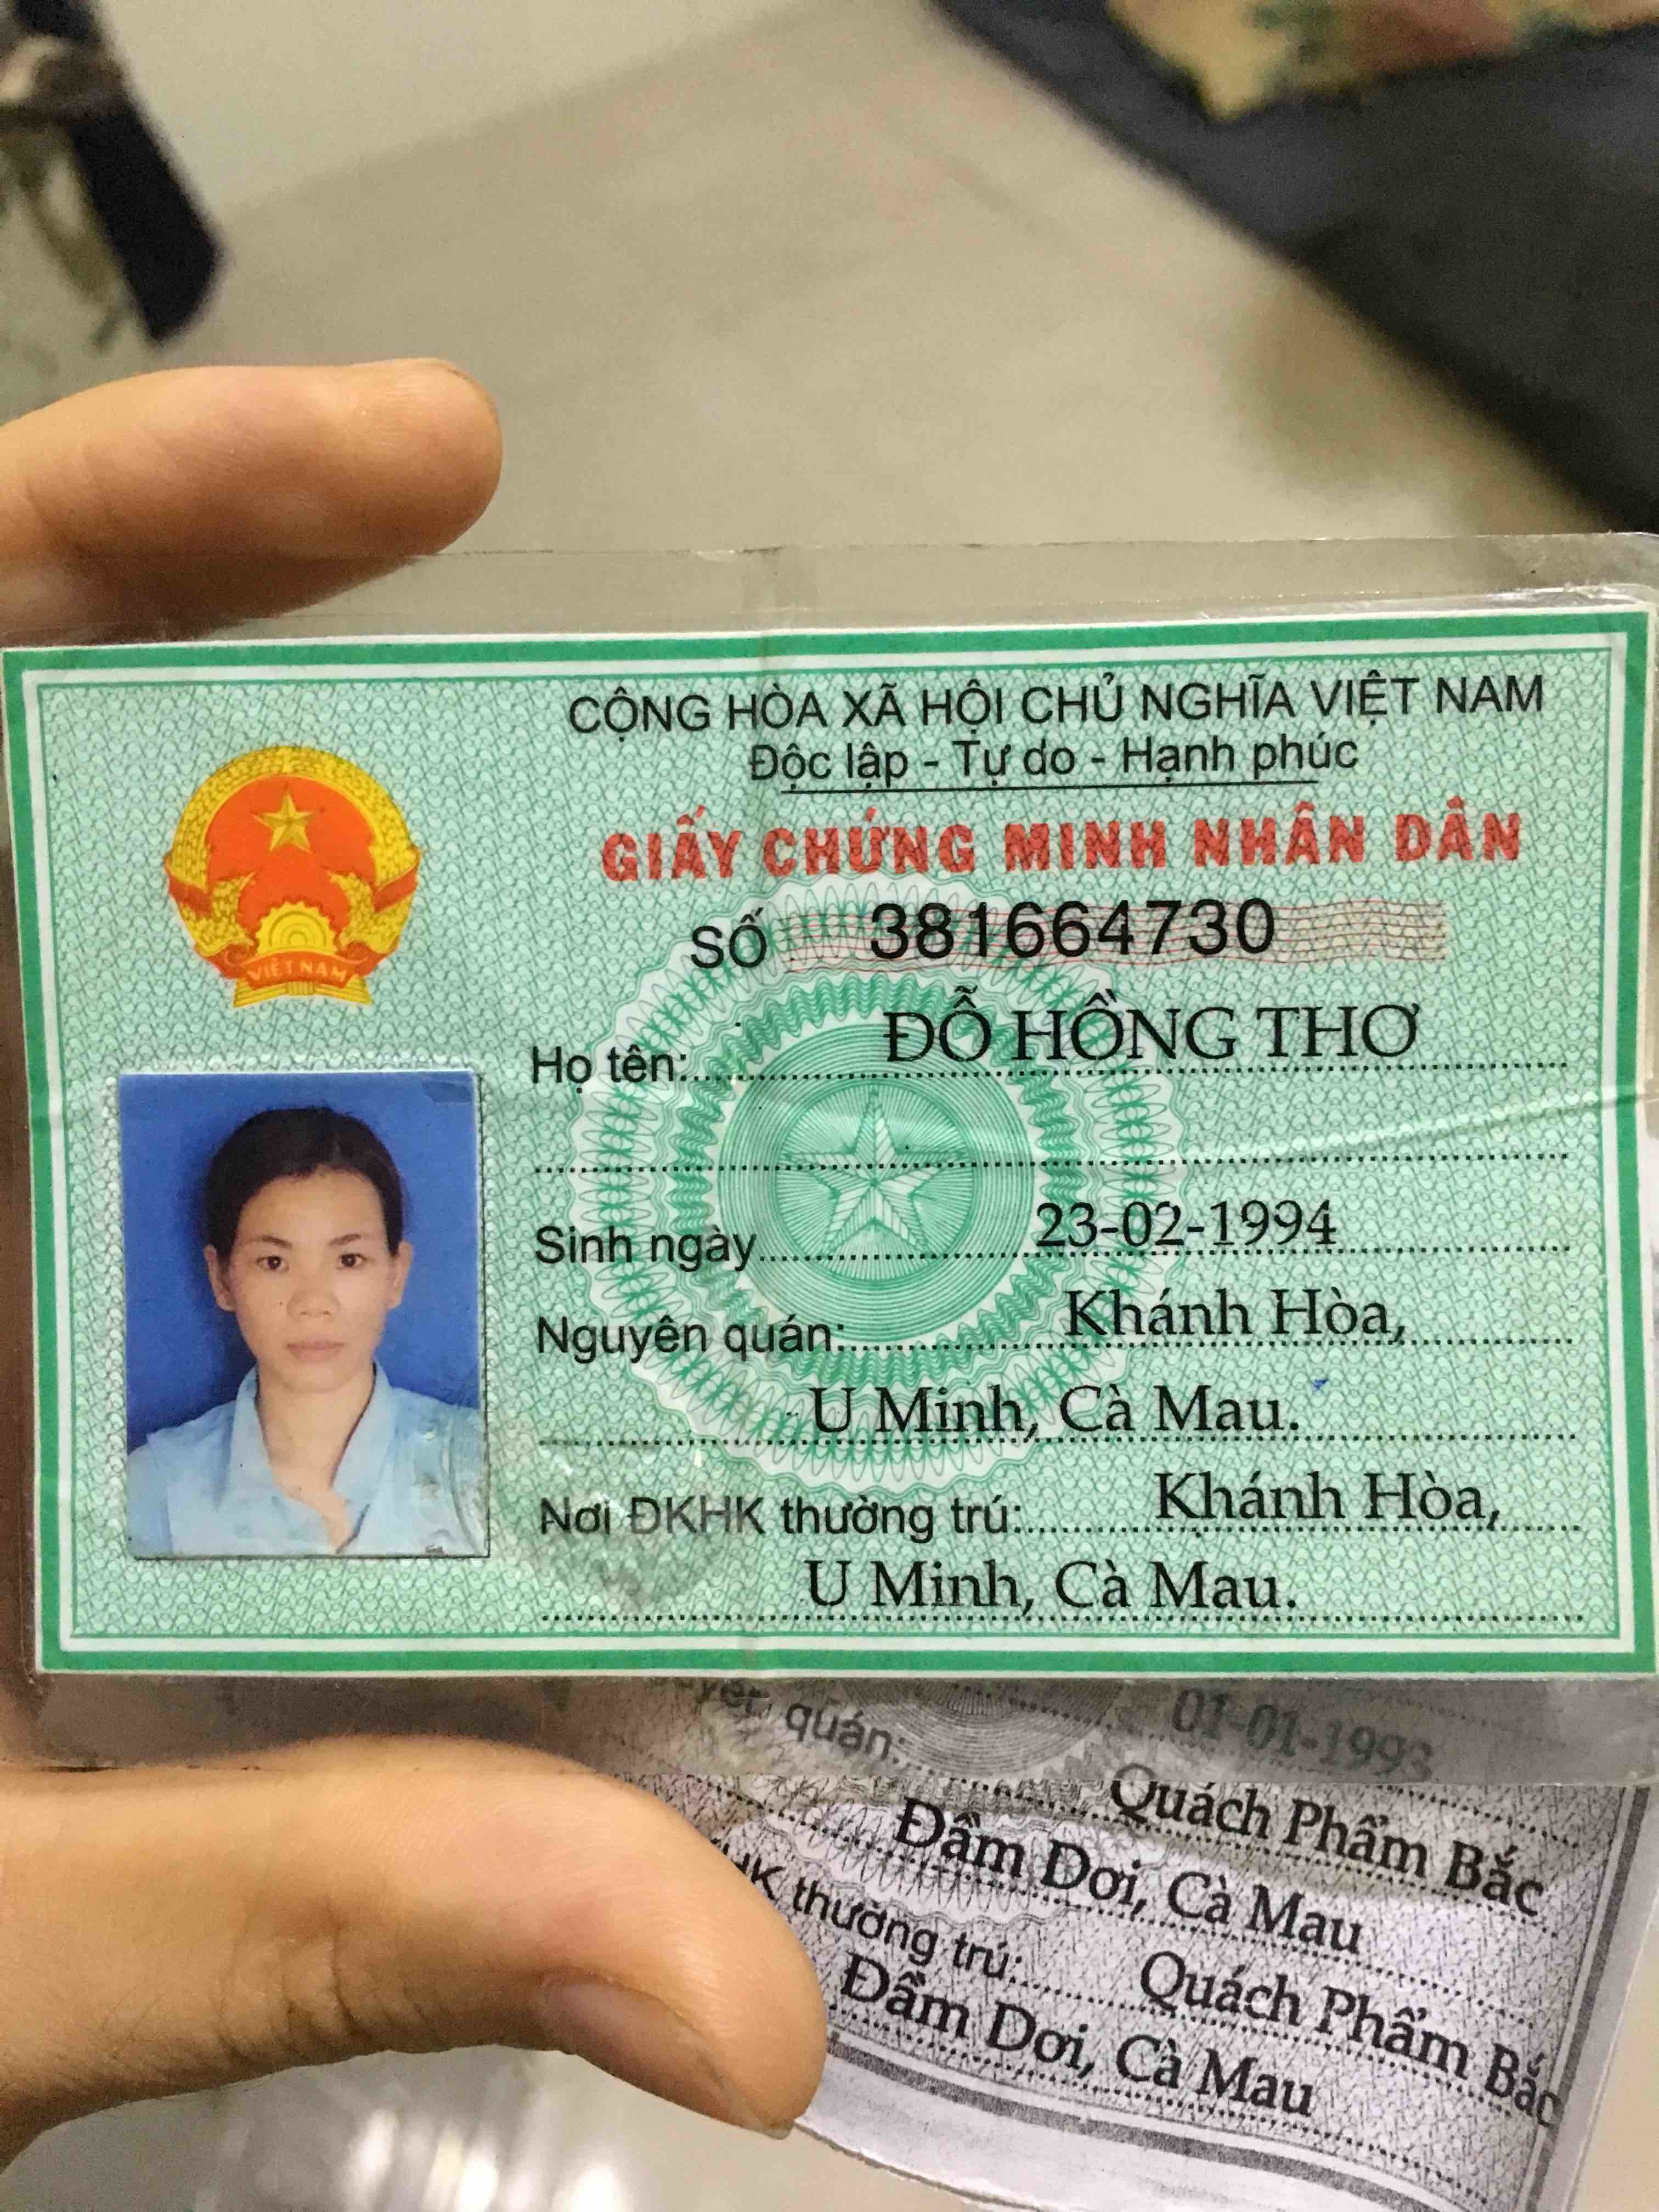 CỘNG HÒA XÃ HỘI CHỦ NGHĨA VIỆT NAM
Độc lập - Tự do - Hạnh phúc
GIẤY CHỨNG MINH NHÂN DÂN
SỐ 381664730
VIỆT NAM
Họ tên: ĐỖ HỒNG THƠ
Sinh ngày 23-02-1994
Nguyên quán: Khánh Hòa,
U Minh, Cà Mau.
Nơi ĐKHK thường trú: Khánh Hòa,
U Minh, Cà Mau.
quán: 01-01-1993
Quách Phẩm Bắc
Đầm Dơi, Cà Mau
HK thường trú: Quách Phẩm Bắc
Đầm Dơi, Cà Mau